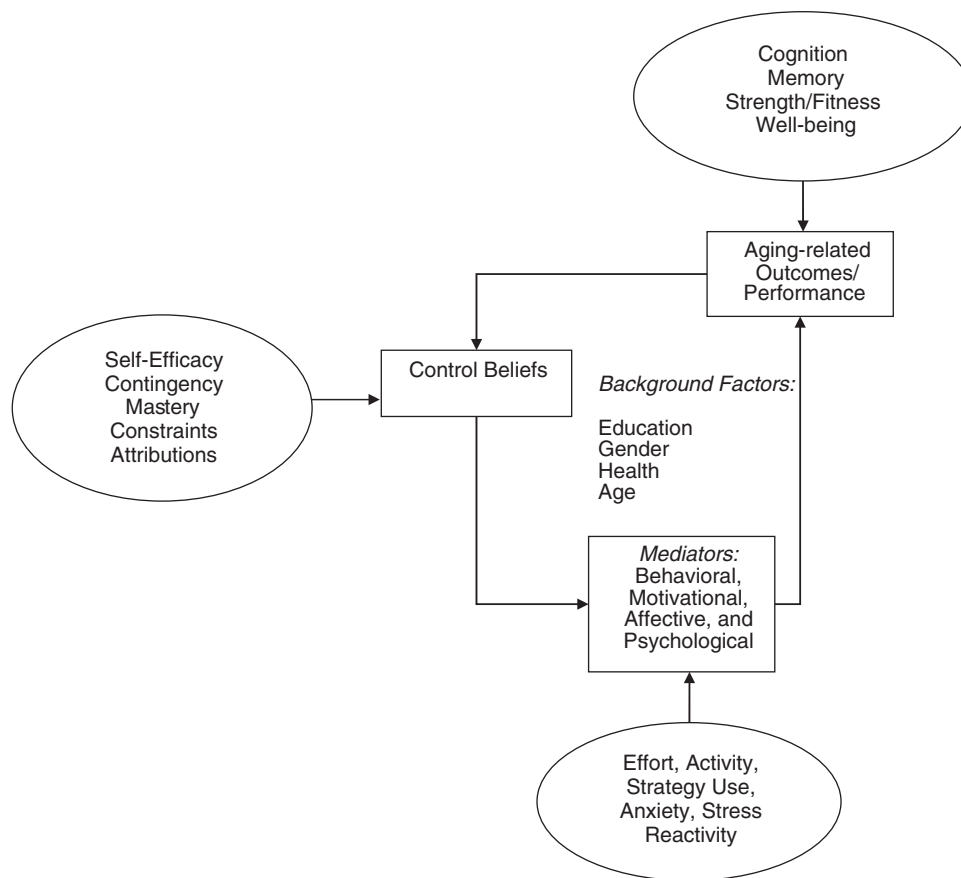 Cognition
Memory
Strength/Fitness
Well-being
Aging-related
Outcomes/
Performance
Self-Efficacy
Contingency
Mastery
Constraints
Attributions
Control Beliefs
Background Factors:
Education
Gender
Health
Age
Mediators:
Behavioral,
Motivational,
Affective, and
Psychological
Effort, Activity,
Strategy Use,
Anxiety, Stress
Reactivity